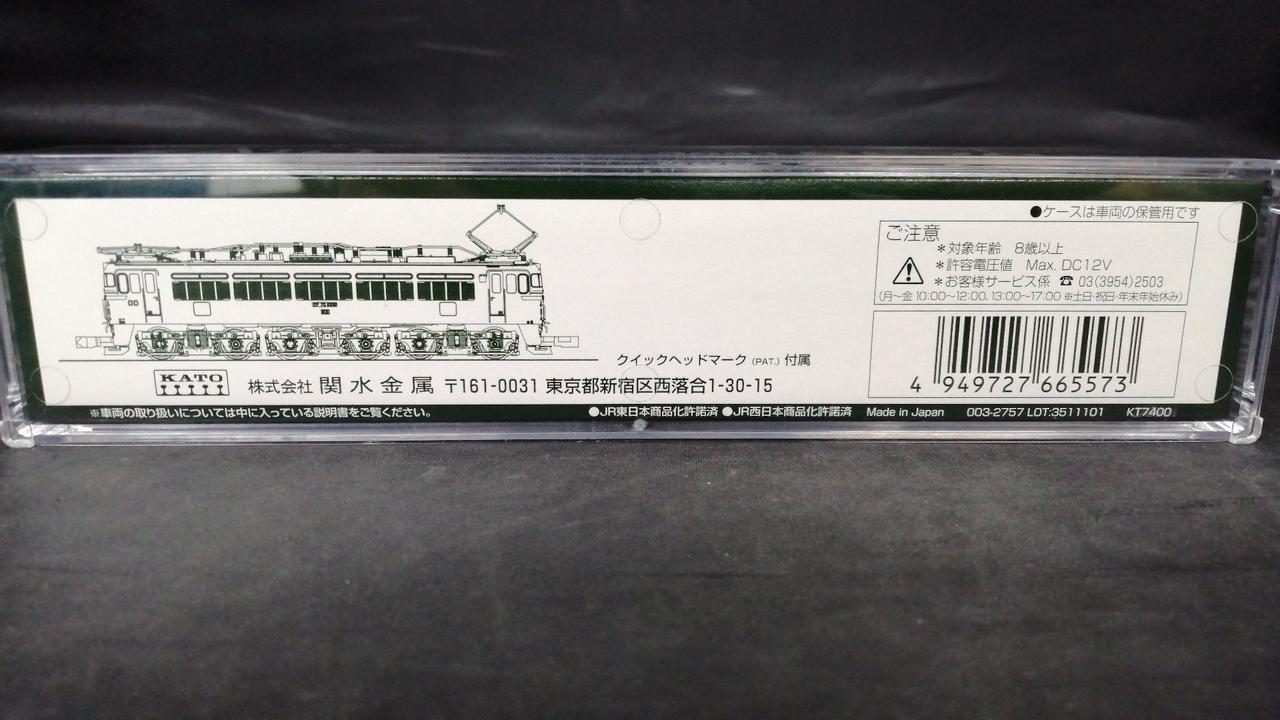 ●ケースは車両の保管用です
ご注意
＊対象年齢　8歳以上
＊許容電圧値　Max. DC12V
＊お客様サービス係 ☎ 03(3954)2503
(月〜金 10:00〜12:00、13:00〜17:00 ※土日・祝日・年末年始休み)
クイックヘッドマーク (PAT.) 付属
4 949727 665573
KATO
株式会社 関水金属 〒161-0031 東京都新宿区西落合1-30-15
※車両の取り扱いについては中に入っている説明書をご覧ください。
●JR東日本商品化許諾済 ●JR西日本商品化許諾済 Made in Japan 003-2757 LOT:3511101 KT7400